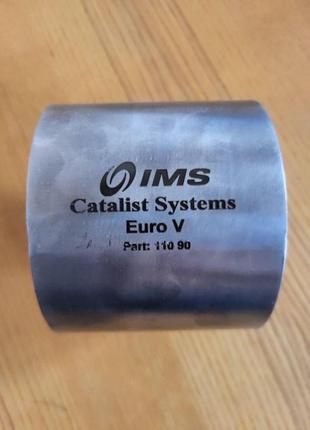 IMS
Catalist Systems
Euro V
Part: 110 90